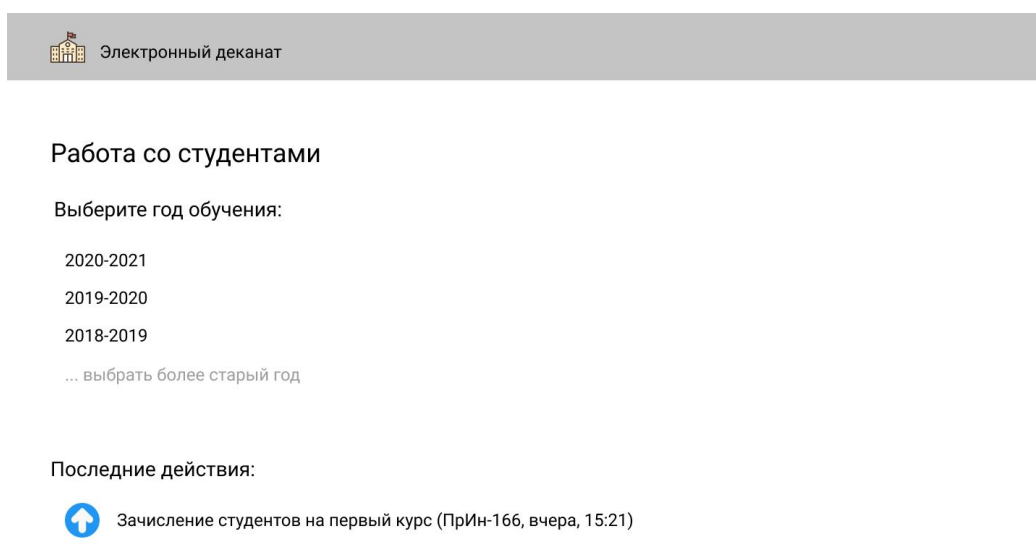 Электронный деканат
Работа со студентами
Выберите год обучения:
2020-2021
2019-2020
2018-2019
... выбрать более старый год
Последние действия:
Зачисление студентов на первый курс (ПрИн-166, вчера, 15:21)